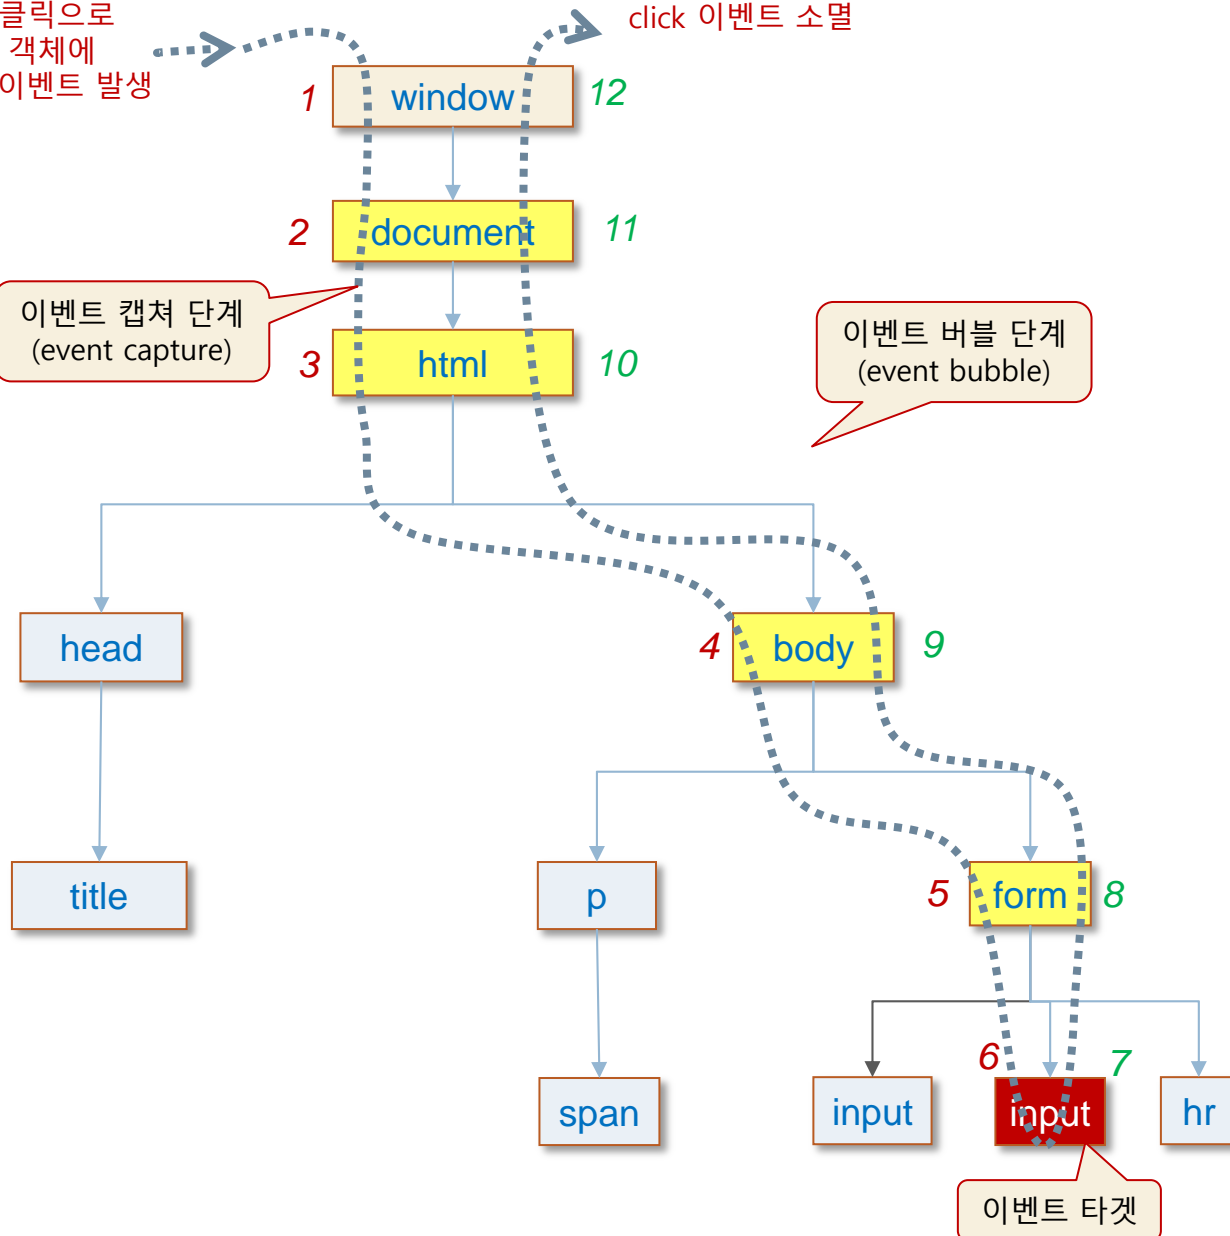 클릭으로
객체에
이벤트 발생
click 이벤트 소멸
1
window
12
2
document
11
이벤트 캡쳐 단계
(event capture)
3
html
10
이벤트 버블 단계
(event bubble)
head
4
body
9
title
p
5
form
8
6
7
span
input
input
hr
이벤트 타겟